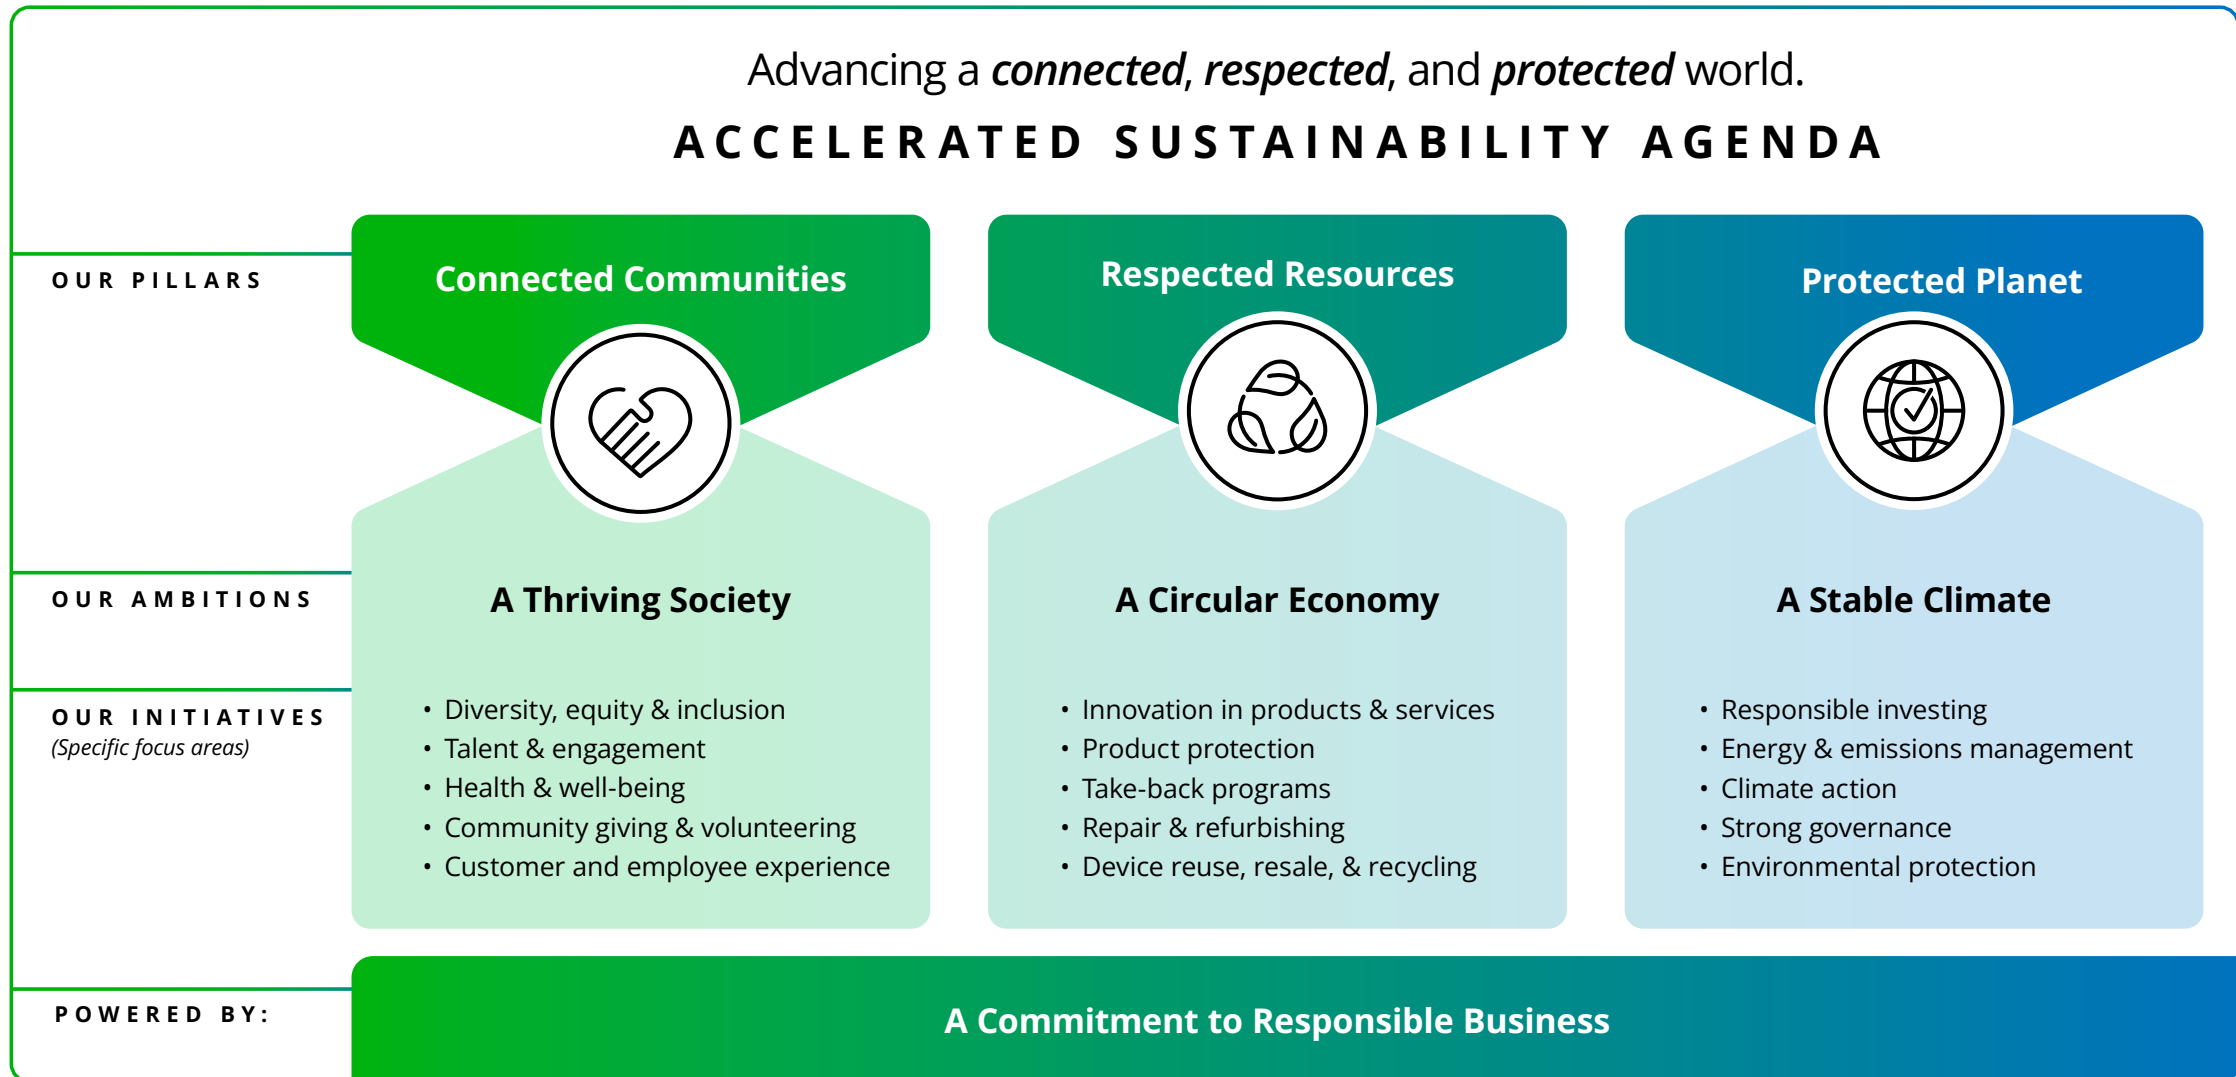 Advancing a connected, respected, and protected world.
ACCELERATED SUSTAINABILITY AGENDA
OUR PILLARS
Connected Communities
Respected Resources
Protected Planet
OUR AMBITIONS
A Thriving Society
A Circular Economy
A Stable Climate
OUR INITIATIVES
(Specific focus areas)
• Diversity, equity & inclusion
• Talent & engagement
• Health & well-being
• Community giving & volunteering
• Customer and employee experience
• Innovation in products & services
• Product protection
• Take-back programs
• Repair & refurbishing
• Device reuse, resale, & recycling
• Responsible investing
• Energy & emissions management
• Climate action
• Strong governance
• Environmental protection
POWERED BY:
A Commitment to Responsible Business